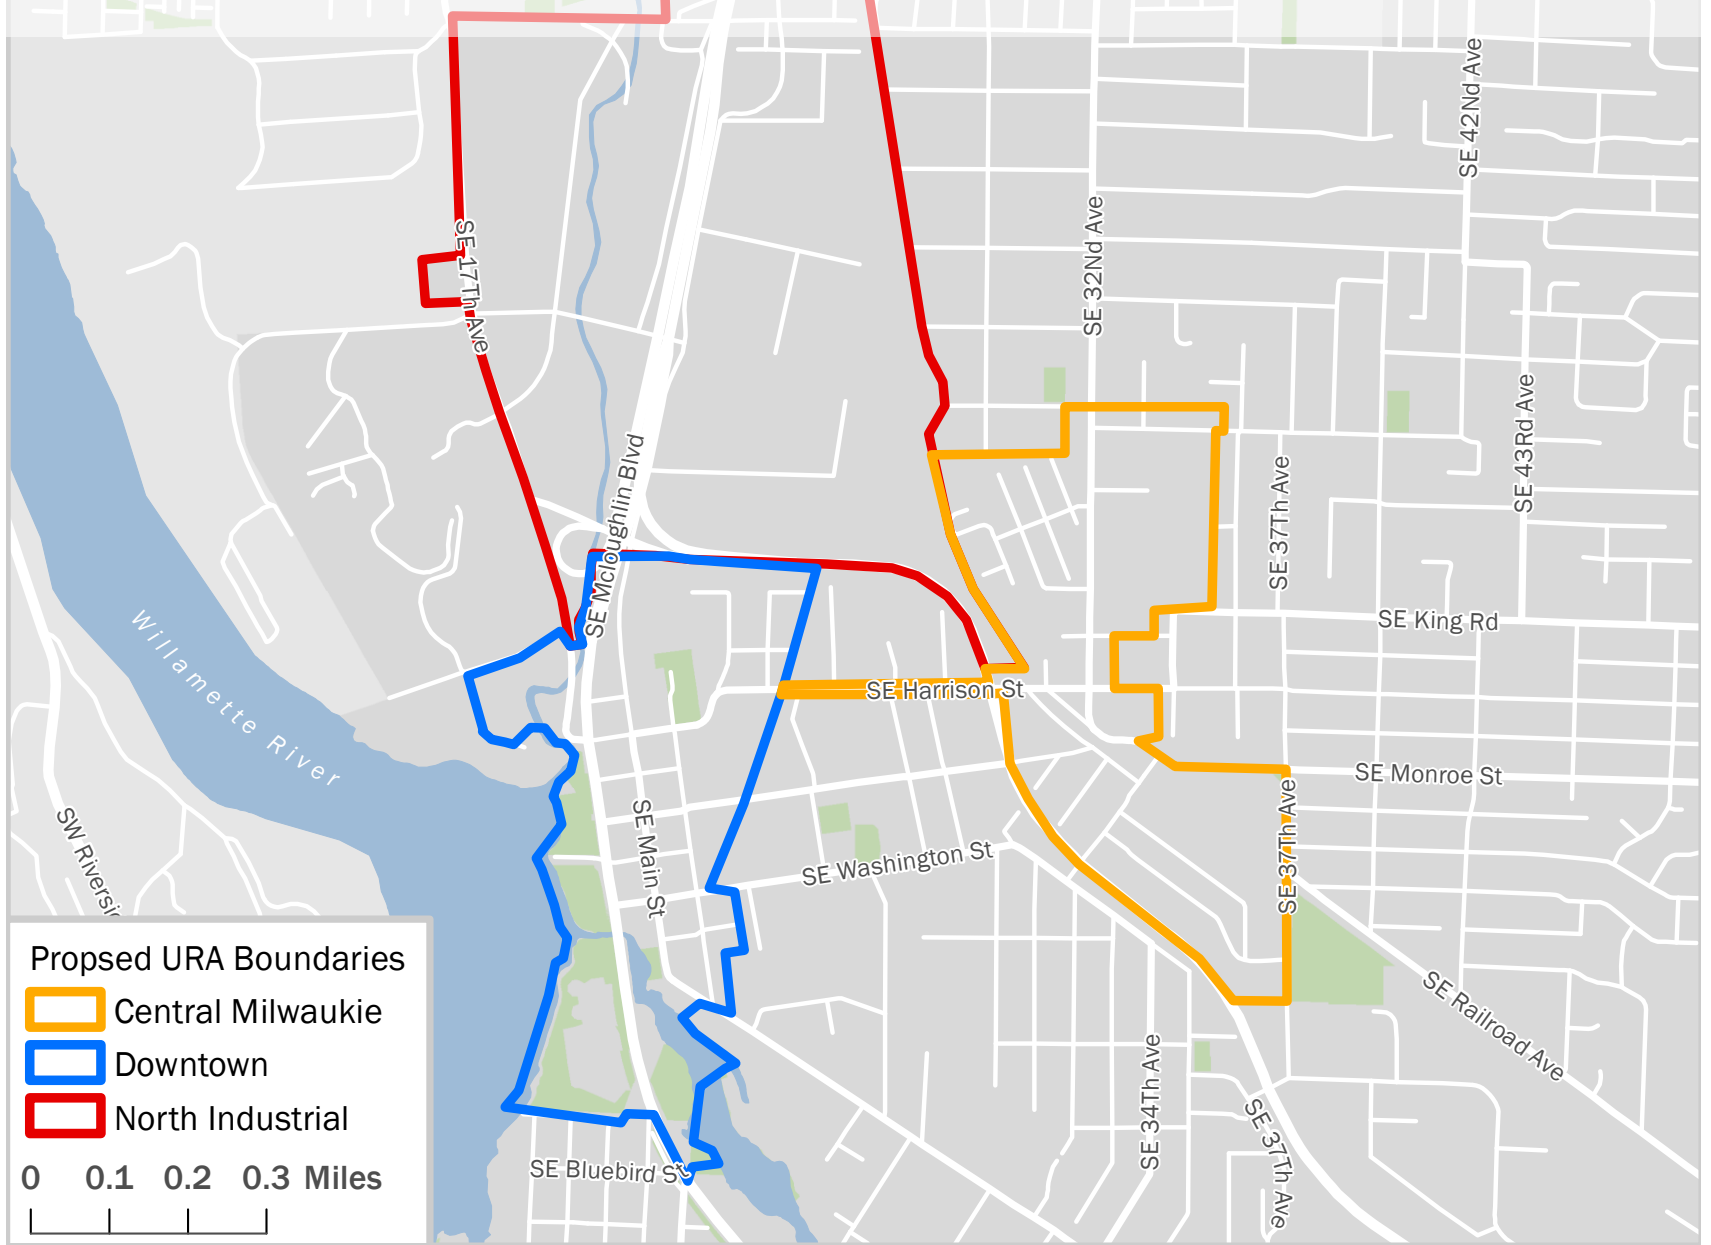 SE 42Nd Ave
SE 17Th Ave
SE 32Nd Ave
SE 43Rd Ave
SE Mcloughlin Blvd
SE 37Th Ave
Willamette River
SE King Rd
SE Harrison St
SE Monroe St
SW Riversi
SE Main St
SE Washington St
SE 37Th Ave
SE Railroad Ave
SE 34Th Ave
SE 37Th Ave
SE Bluebird St
Propsed URA Boundaries
Central Milwaukie
Downtown
North Industrial
0 0.1 0.2 0.3 Miles